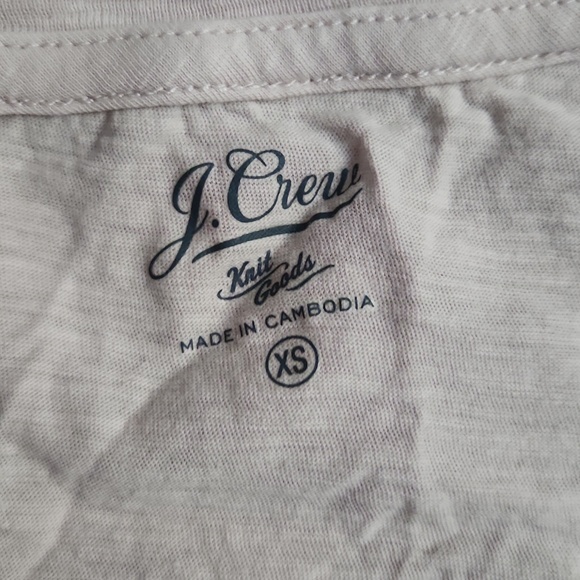 J.Crew
Knit
Goods
MADE IN CAMBODIA
XS